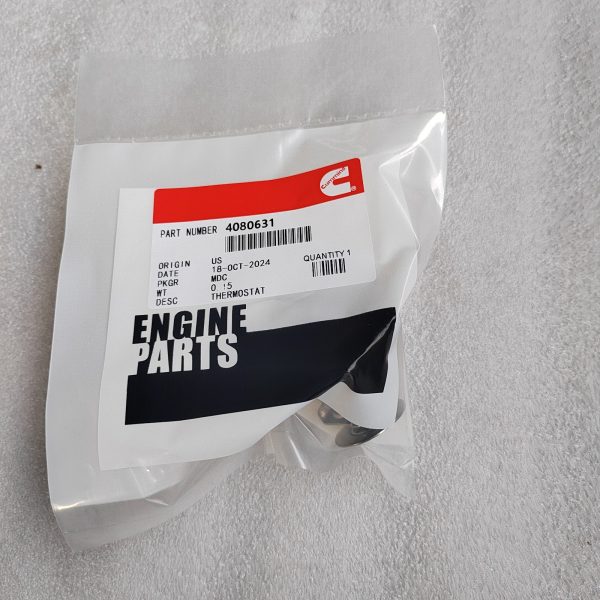 Cummins
PART NUMBER 4080631
ORIGIN US
DATE 18-OCT-2024 QUANTITY 1
PKGR MDC
WT 0.15
DESC THERMOSTAT
ENGINE
PARTS